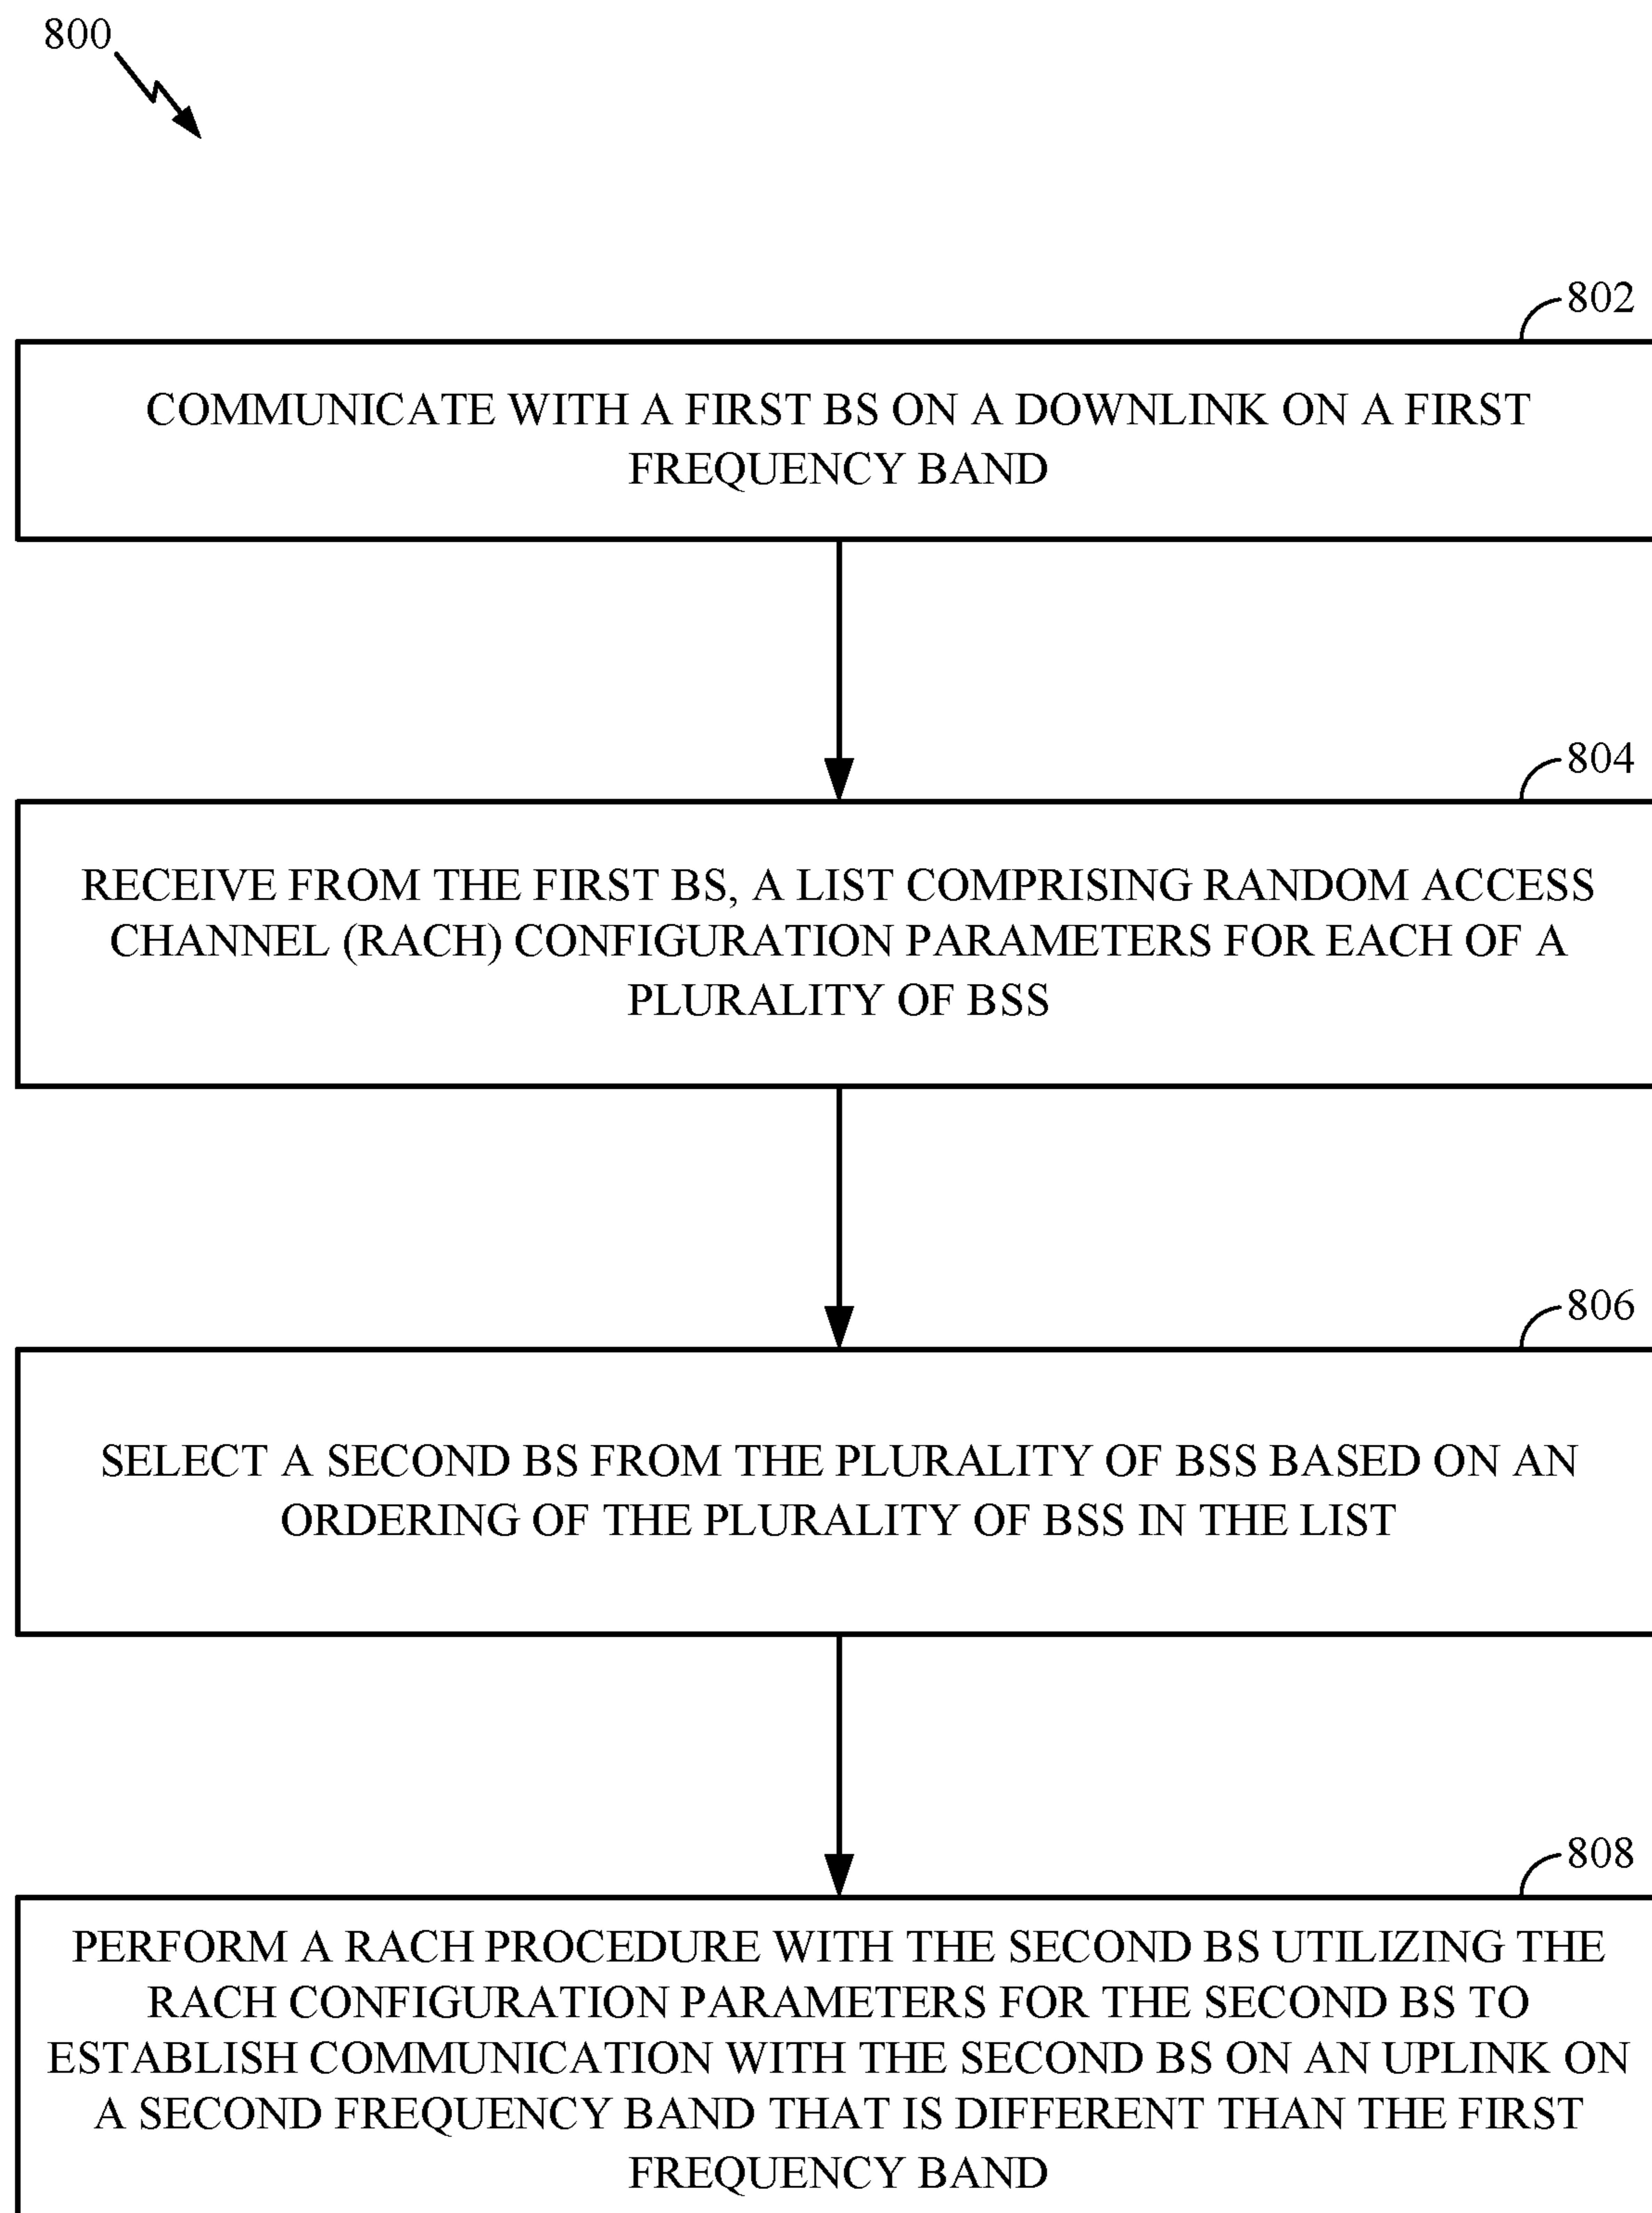 800
802
COMMUNICATE WITH A FIRST BS ON A DOWNLINK ON A FIRST
FREQUENCY BAND
804
RECEIVE FROM THE FIRST BS, A LIST COMPRISING RANDOM ACCESS
CHANNEL (RACH) CONFIGURATION PARAMETERS FOR EACH OF A
PLURALITY OF BSS
806
SELECT A SECOND BS FROM THE PLURALITY OF BSS BASED ON AN
ORDERING OF THE PLURALITY OF BSS IN THE LIST
808
PERFORM A RACH PROCEDURE WITH THE SECOND BS UTILIZING THE
RACH CONFIGURATION PARAMETERS FOR THE SECOND BS TO
ESTABLISH COMMUNICATION WITH THE SECOND BS ON AN UPLINK ON
A SECOND FREQUENCY BAND THAT IS DIFFERENT THAN THE FIRST
FREQUENCY BAND